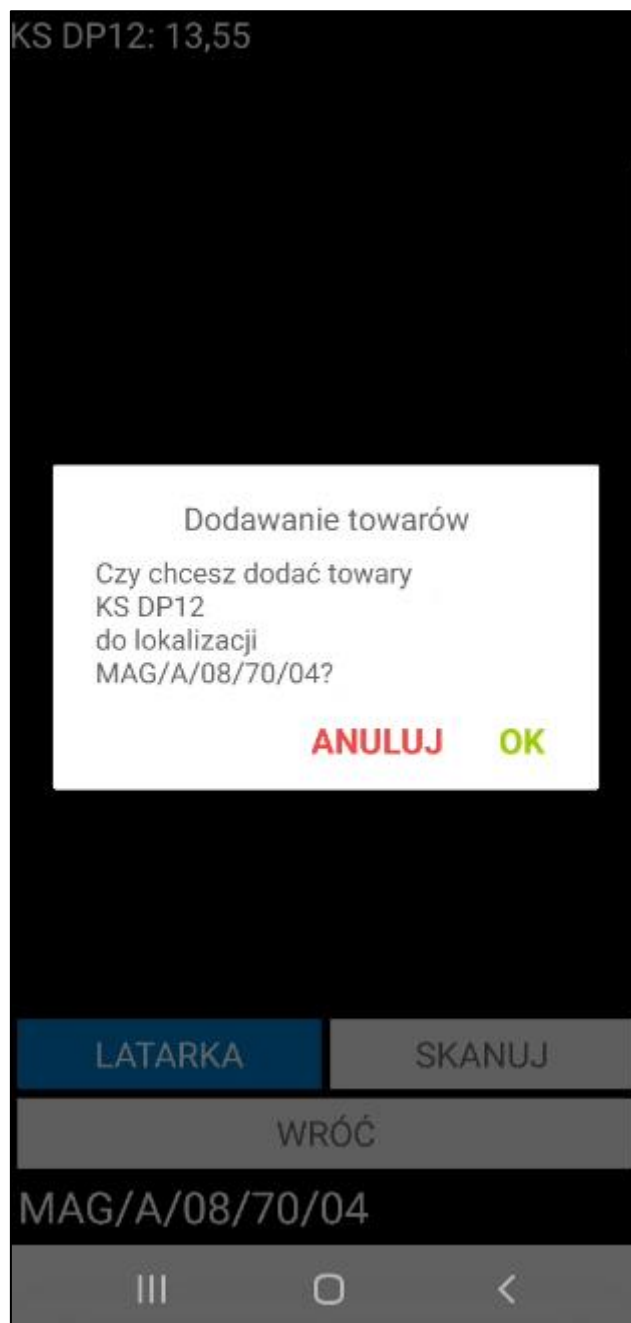 KS DP12: 13,55
Dodawanie towarów
Czy chcesz dodać towary
KS DP12
do lokalizacji
MAG/A/08/70/04?
ANULUJ OK
LATARKA SKANUJ
WRÓĆ
MAG/A/08/70/04